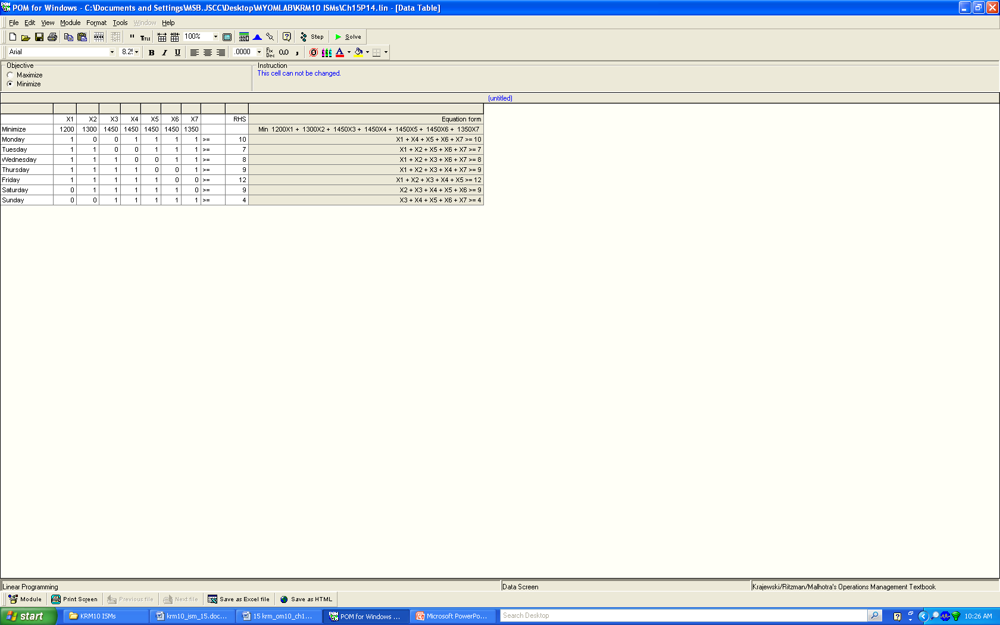 POM for Windows - C:\Documents and Settings\MSB.JSCC\Desktop\MYOMLAB\KRM10 ISMs\Ch15P14.lin - [Data Table]
File Edit View Module Format Tools Window Help
" TITLE 100% Step Solve
Arial 8.25 B I U .0000 Fix Dec 0.0 , A
Objective
Maximize
Minimize
Instruction
This cell can not be changed.
(untitled)
X1 X2 X3 X4 X5 X6 X7 RHS Equation form
Minimize 1200 1300 1450 1450 1450 1450 1350 Min 1200X1 + 1300X2 + 1450X3 + 1450X4 + 1450X5 + 1450X6 + 1350X7
Monday 1 0 0 1 1 1 1 >= 10 X1 + X4 + X5 + X6 + X7 >= 10
Tuesday 1 1 0 0 1 1 1 >= 7 X1 + X2 + X5 + X6 + X7 >= 7
Wednesday 1 1 1 0 0 1 1 >= 8 X1 + X2 + X3 + X6 + X7 >= 8
Thursday 1 1 1 1 0 0 1 >= 9 X1 + X2 + X3 + X4 + X7 >= 9
Friday 1 1 1 1 1 0 0 >= 12 X1 + X2 + X3 + X4 + X5 >= 12
Saturday 0 1 1 1 1 1 0 >= 9 X2 + X3 + X4 + X5 + X6 >= 9
Sunday 0 0 1 1 1 1 1 >= 4 X3 + X4 + X5 + X6 + X7 >= 4
Linear Programming Data Screen Krajewski/Ritzman/Malhotra's Operations Management Textbook
Module Print Screen Previous file Next file Save as Excel file Save as HTML
start KRM10 ISMs krm10_ism_15.doc... 15 krm_om10_ch1... POM for Windows ... Microsoft PowerPo... Search Desktop 10:26 AM